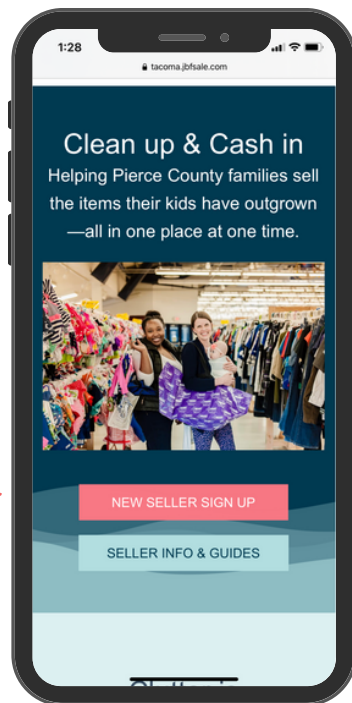 1:28
tacoma.jbfsale.com
Clean up & Cash in
Helping Pierce County families sell
the items their kids have outgrown
—all in one place at one time.
NEW SELLER SIGN UP
SELLER INFO & GUIDES